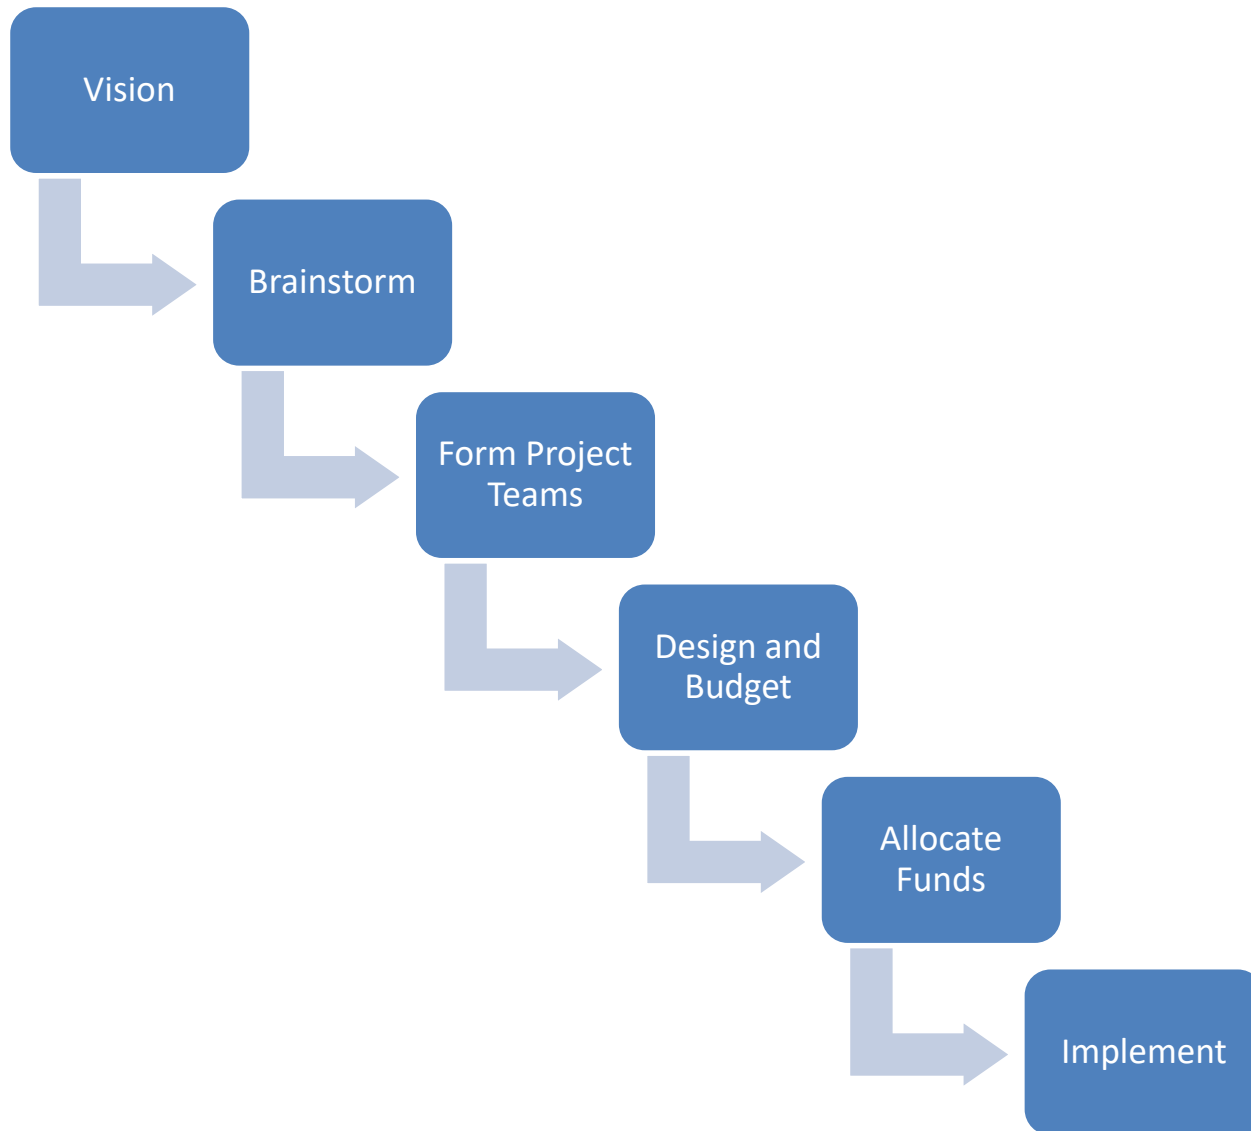 Vision
Brainstorm
Form Project
Teams
Design and
Budget
Allocate
Funds
Implement